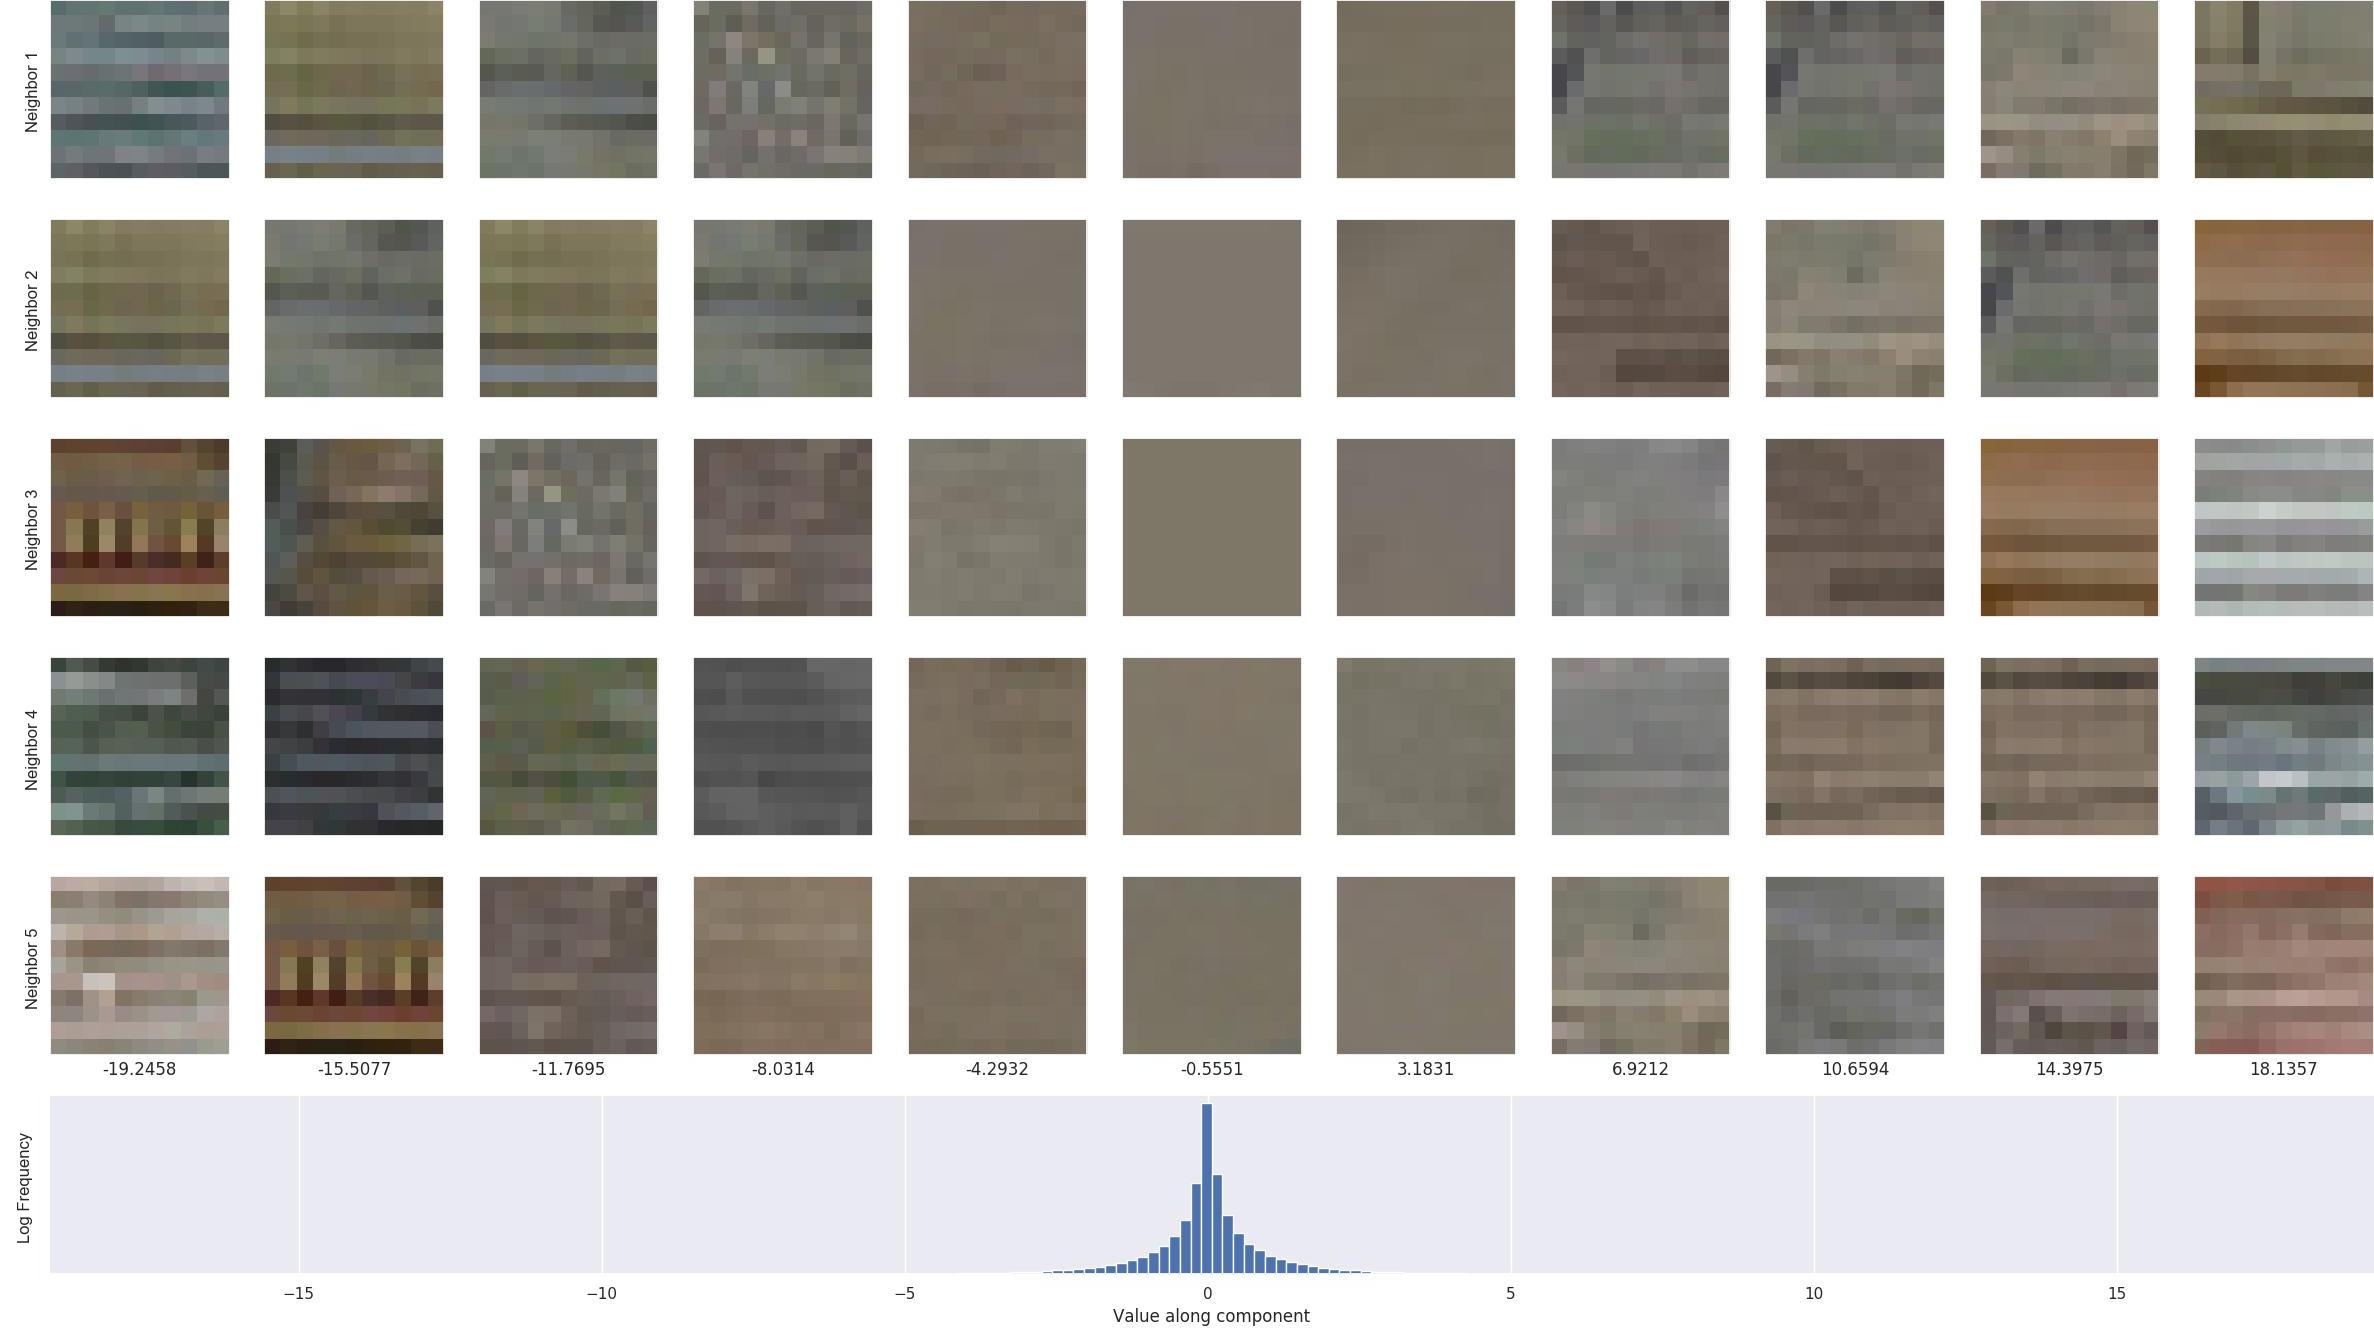 Neighbor 1
Neighbor 2
Neighbor 3
Neighbor 4
Neighbor 5
-19.2458 -15.5077 -11.7695 -8.0314 -4.2932 -0.5551 3.1831 6.9212 10.6594 14.3975 18.1357
Log Frequency
−15 −10 −5 0 5 10 15
Value along component